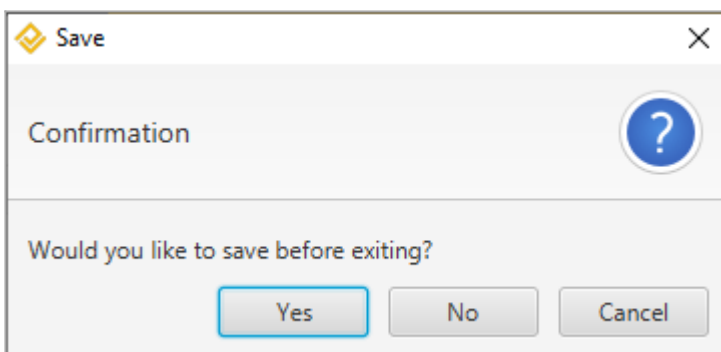 Save
Confirmation
?
Would you like to save before exiting?
Yes No Cancel